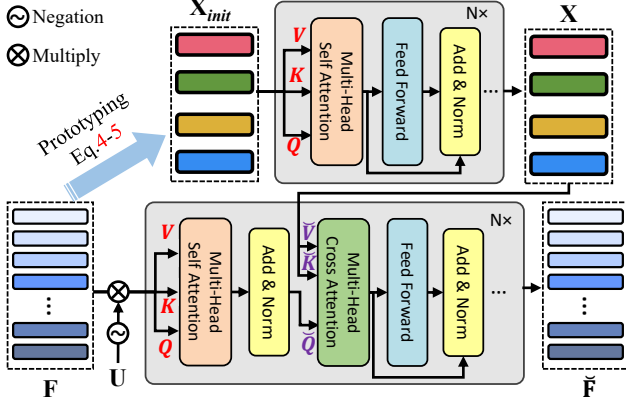 Negation
Multiply
X_init
V
K
Q
Multi-Head
Self Attention
Feed Forward
Add & Norm
N×
...
X
Prototyping
Eq.4-5
F
U
V
K
Q
Multi-Head
Self Attention
Add & Norm
V̆
K̆
Q̆
Multi-Head
Cross Attention
Feed Forward
Add & Norm
N×
...
F̆